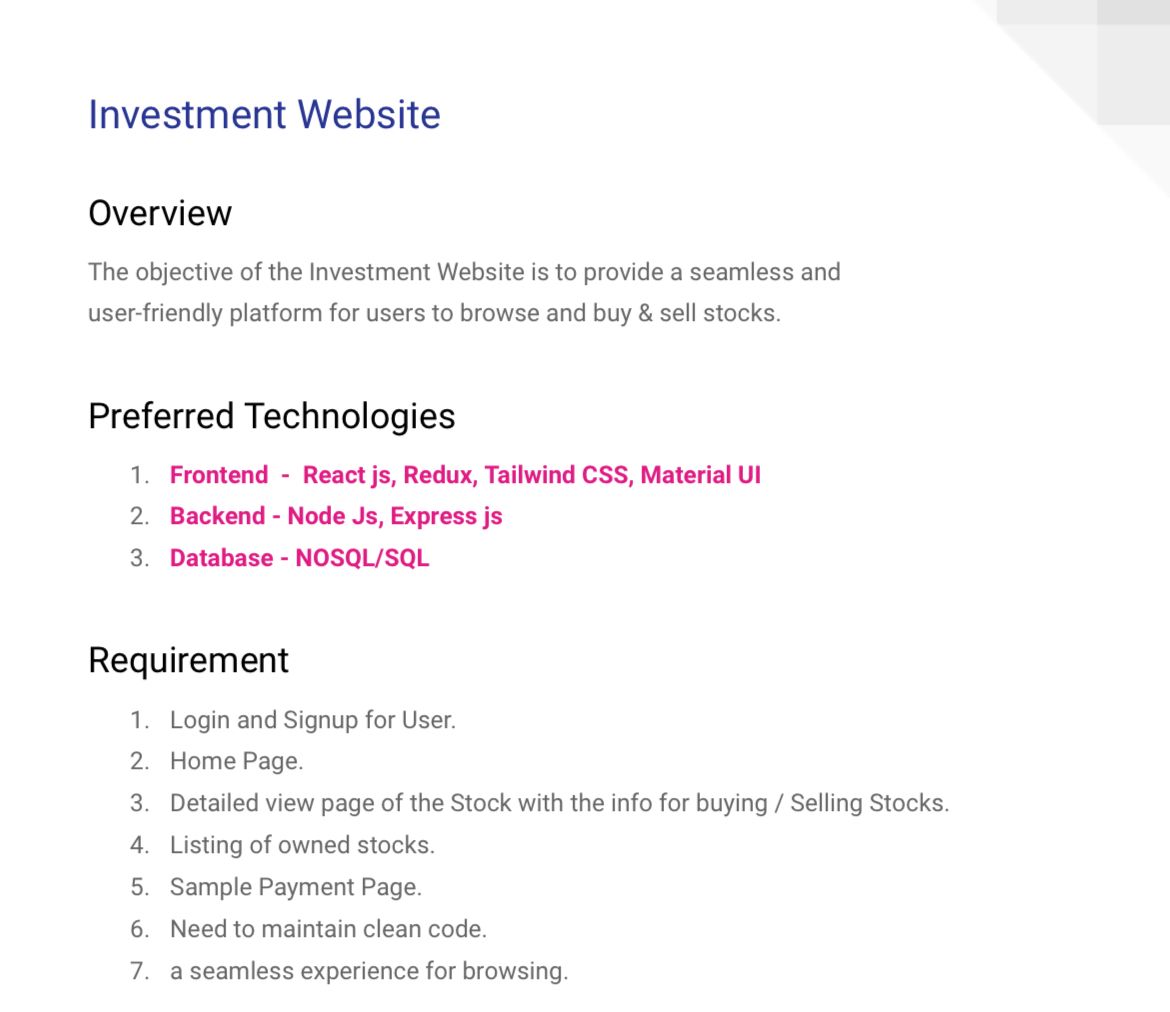 Investment Website
Overview
The objective of the Investment Website is to provide a seamless and
user-friendly platform for users to browse and buy & sell stocks.
Preferred Technologies
1. Frontend - React js, Redux, Tailwind CSS, Material UI
2. Backend - Node Js, Express js
3. Database - NOSQL/SQL
Requirement
1. Login and Signup for User.
2. Home Page.
3. Detailed view page of the Stock with the info for buying / Selling Stocks.
4. Listing of owned stocks.
5. Sample Payment Page.
6. Need to maintain clean code.
7. a seamless experience for browsing.